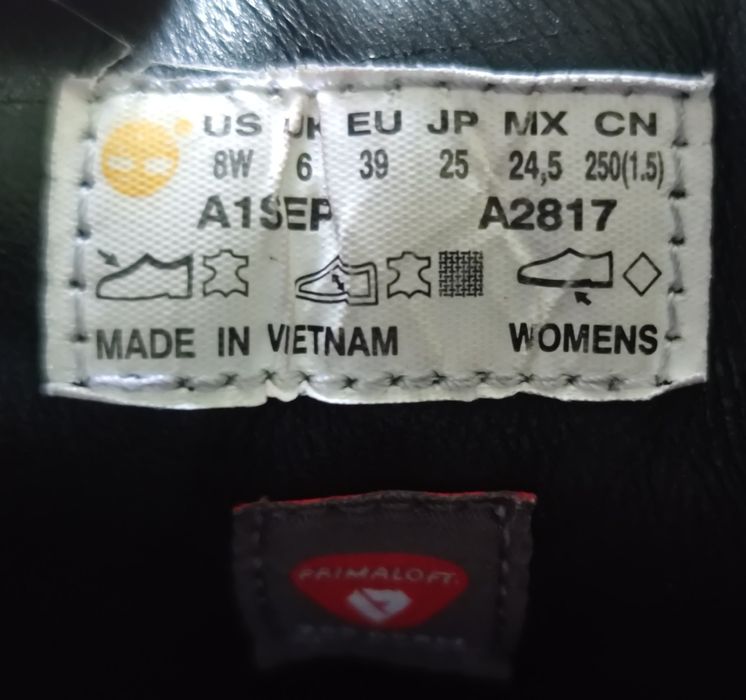 US UK EU JP MX CN
8W 6 39 25 24,5 250(1.5)
A1SEP A2817
MADE IN VIETNAM WOMENS
PRIMALOFT